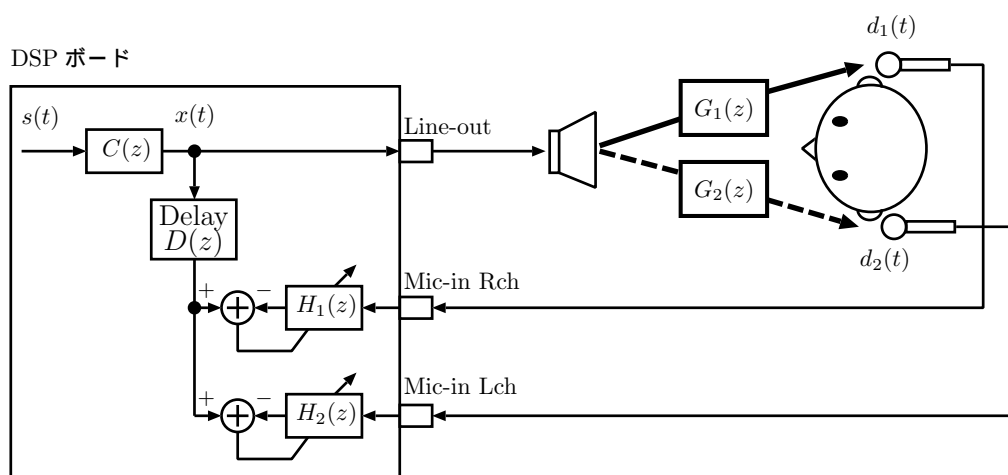 d₁(t)
DSP ボード
s(t)
x(t)
C(z)
Line-out
G₁(z)
G₂(z)
Delay
D(z)
d₂(t)
Mic-in Rch
+
−
H₁(z)
Mic-in Lch
+
−
H₂(z)